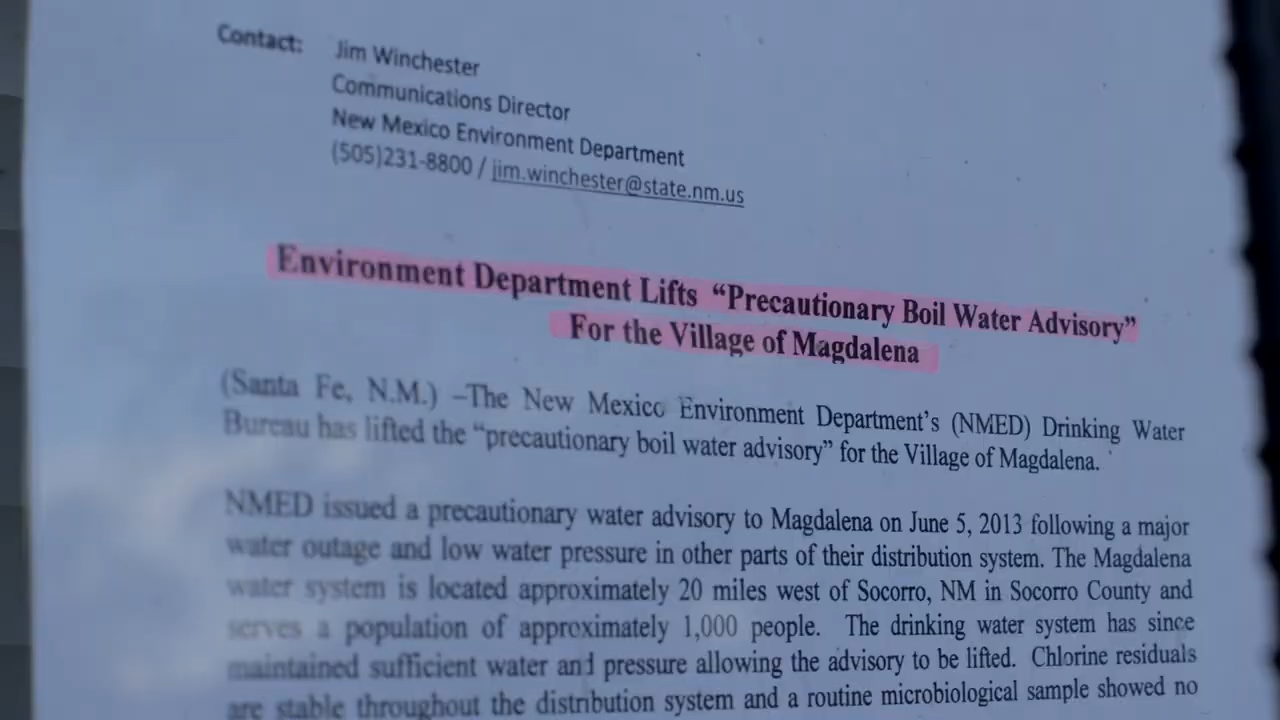 Contact: Jim Winchester
Communications Director
New Mexico Environment Department
(505)231-8800 / jim.winchester@state.nm.us
Environment Department Lifts “Precautionary Boil Water Advisory”
For the Village of Magdalena
(Santa Fe, N.M.) –The New Mexico Environment Department’s (NMED) Drinking Water
Bureau has lifted the “precautionary boil water advisory” for the Village of Magdalena.
NMED issued a precautionary water advisory to Magdalena on June 5, 2013 following a major
water outage and low water pressure in other parts of their distribution system. The Magdalena
water system is located approximately 20 miles west of Socorro, NM in Socorro County and
serves a population of approximately 1,000 people. The drinking water system has since
maintained sufficient water and pressure allowing the advisory to be lifted. Chlorine residuals
are stable throughout the distribution system and a routine microbiological sample showed no